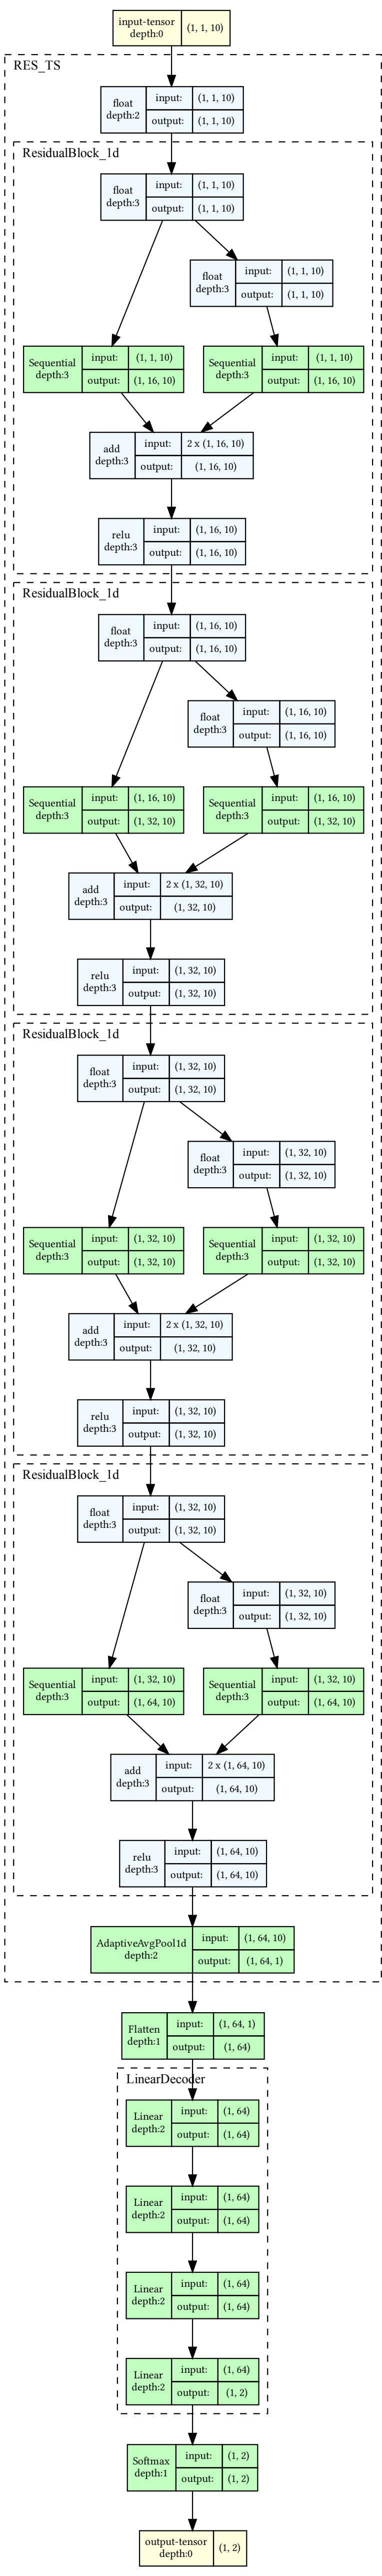 input-tensor
depth:0
(1, 1, 10)
RES_TS
float
depth:2
input:
(1, 1, 10)
output:
(1, 1, 10)
ResidualBlock_1d
float
depth:3
input:
(1, 1, 10)
output:
(1, 1, 10)
float
depth:3
input:
(1, 1, 10)
output:
(1, 1, 10)
Sequential
depth:3
input:
(1, 1, 10)
output:
(1, 16, 10)
Sequential
depth:3
input:
(1, 1, 10)
output:
(1, 16, 10)
add
depth:3
input:
2 x (1, 16, 10)
output:
(1, 16, 10)
relu
depth:3
input:
(1, 16, 10)
output:
(1, 16, 10)
ResidualBlock_1d
float
depth:3
input:
(1, 16, 10)
output:
(1, 16, 10)
float
depth:3
input:
(1, 16, 10)
output:
(1, 16, 10)
Sequential
depth:3
input:
(1, 16, 10)
output:
(1, 32, 10)
Sequential
depth:3
input:
(1, 16, 10)
output:
(1, 32, 10)
add
depth:3
input:
2 x (1, 32, 10)
output:
(1, 32, 10)
relu
depth:3
input:
(1, 32, 10)
output:
(1, 32, 10)
ResidualBlock_1d
float
depth:3
input:
(1, 32, 10)
output:
(1, 32, 10)
float
depth:3
input:
(1, 32, 10)
output:
(1, 32, 10)
Sequential
depth:3
input:
(1, 32, 10)
output:
(1, 32, 10)
Sequential
depth:3
input:
(1, 32, 10)
output:
(1, 32, 10)
add
depth:3
input:
2 x (1, 32, 10)
output:
(1, 32, 10)
relu
depth:3
input:
(1, 32, 10)
output:
(1, 32, 10)
ResidualBlock_1d
float
depth:3
input:
(1, 32, 10)
output:
(1, 32, 10)
float
depth:3
input:
(1, 32, 10)
output:
(1, 32, 10)
Sequential
depth:3
input:
(1, 32, 10)
output:
(1, 64, 10)
Sequential
depth:3
input:
(1, 32, 10)
output:
(1, 64, 10)
add
depth:3
input:
2 x (1, 64, 10)
output:
(1, 64, 10)
relu
depth:3
input:
(1, 64, 10)
output:
(1, 64, 10)
AdaptiveAvgPool1d
depth:2
input:
(1, 64, 10)
output:
(1, 64, 1)
Flatten
depth:1
input:
(1, 64, 1)
output:
(1, 64)
LinearDecoder
Linear
depth:2
input:
(1, 64)
output:
(1, 64)
Linear
depth:2
input:
(1, 64)
output:
(1, 64)
Linear
depth:2
input:
(1, 64)
output:
(1, 64)
Linear
depth:2
input:
(1, 64)
output:
(1, 2)
Softmax
depth:1
input:
(1, 2)
output:
(1, 2)
output-tensor
depth:0
(1, 2)